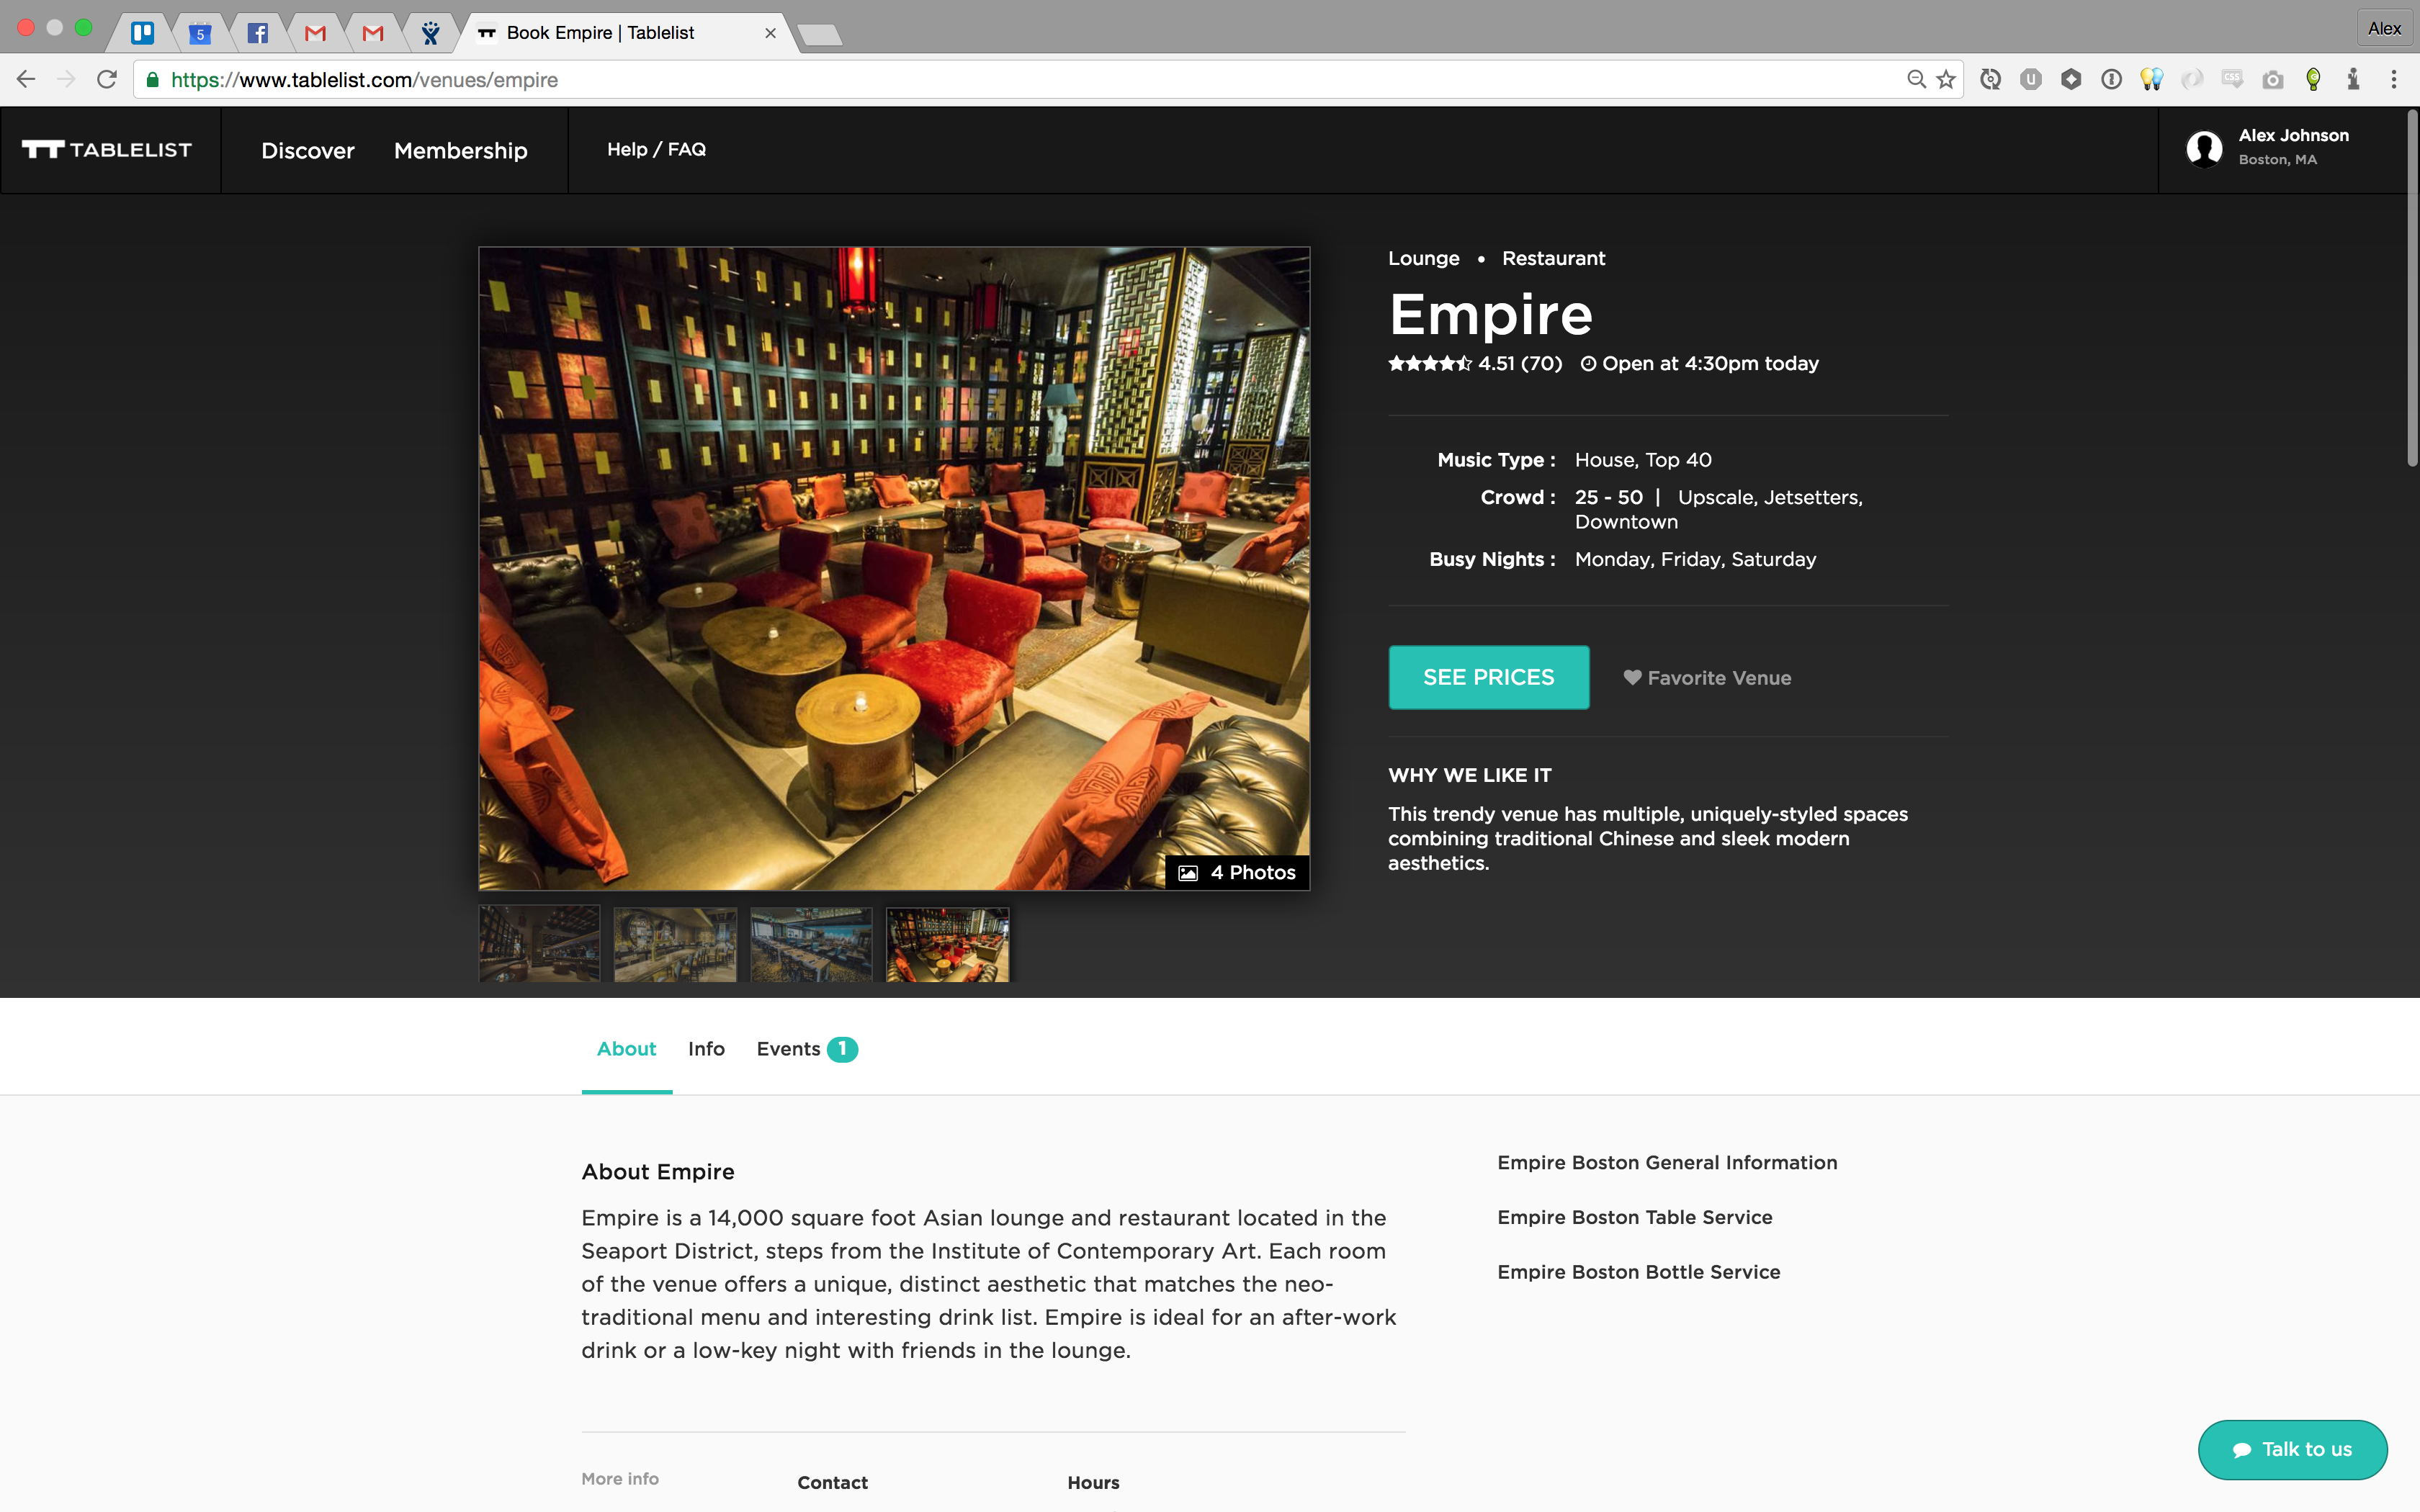 5
Book Empire | Tablelist
Alex
https://www.tablelist.com/venues/empire
TABLELIST
Discover
Membership
Help / FAQ
Alex Johnson
Boston, MA
Lounge • Restaurant
Empire
4.51 (70) Open at 4:30pm today
Music Type : House, Top 40
Crowd : 25 - 50 | Upscale, Jetsetters,
Downtown
Busy Nights : Monday, Friday, Saturday
SEE PRICES
Favorite Venue
WHY WE LIKE IT
This trendy venue has multiple, uniquely-styled spaces
combining traditional Chinese and sleek modern
aesthetics.
4 Photos
About
Info
Events 1
About Empire
Empire is a 14,000 square foot Asian lounge and restaurant located in the
Seaport District, steps from the Institute of Contemporary Art. Each room
of the venue offers a unique, distinct aesthetic that matches the neo-
traditional menu and interesting drink list. Empire is ideal for an after-work
drink or a low-key night with friends in the lounge.
Empire Boston General Information
Empire Boston Table Service
Empire Boston Bottle Service
More info
Contact
Hours
Talk to us